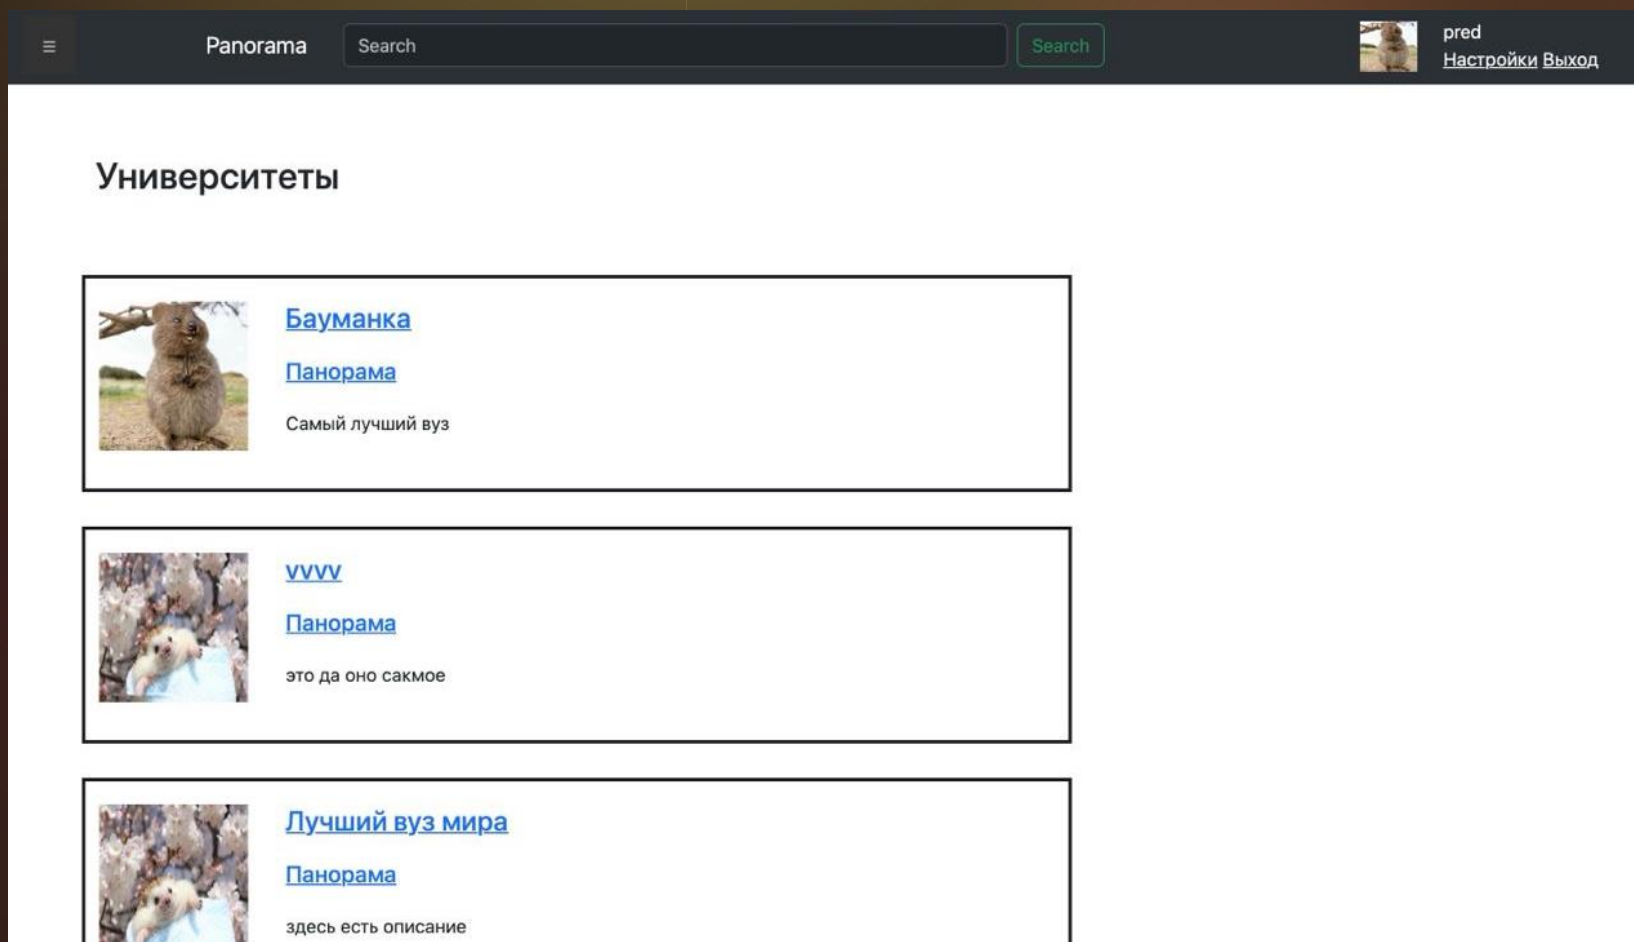 ☰ Panorama Search Search pred
Настройки Выход
Университеты
Бауманка
Панорама
Самый лучший вуз
vvvv
Панорама
это да оно сакмое
Лучший вуз мира
Панорама
здесь есть описание